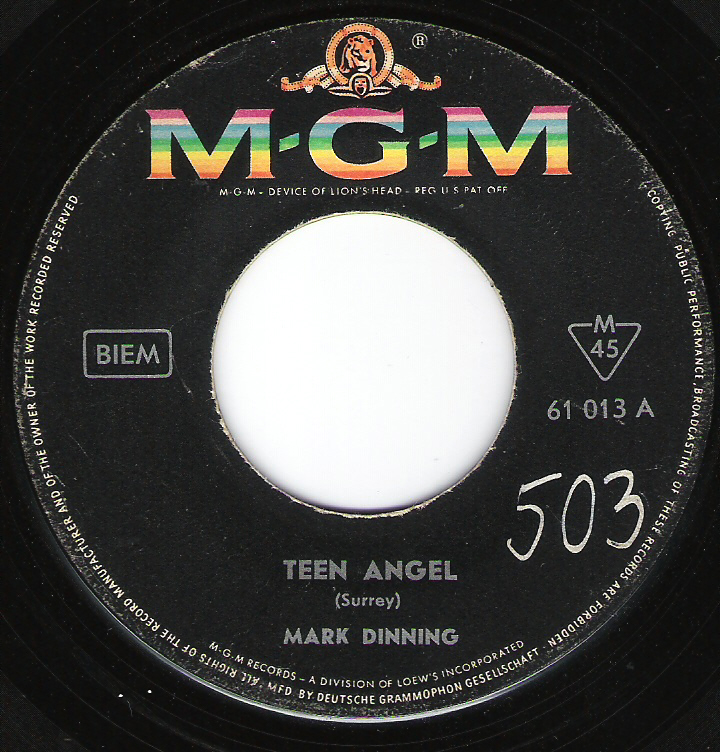 ®
M-G-M
M-G-M - DEVICE OF LION'S HEAD - REG U S PAT OFF
BIEM
M
45
61 013 A
503
TEEN ANGEL
(Surrey)
MARK DINNING
M-G-M RECORDS – A DIVISION OF LOEW'S INCORPORATED
MFD BY DEUTSCHE GRAMMOPHON GESELLSCHAFT
ALL RIGHTS OF THE RECORD MANUFACTURER AND OF THE OWNER OF THE WORK RECORDED RESERVED
COPYING PUBLIC PERFORMANCE, BROADCASTING OF THESE RECORDS ARE FORBIDDEN